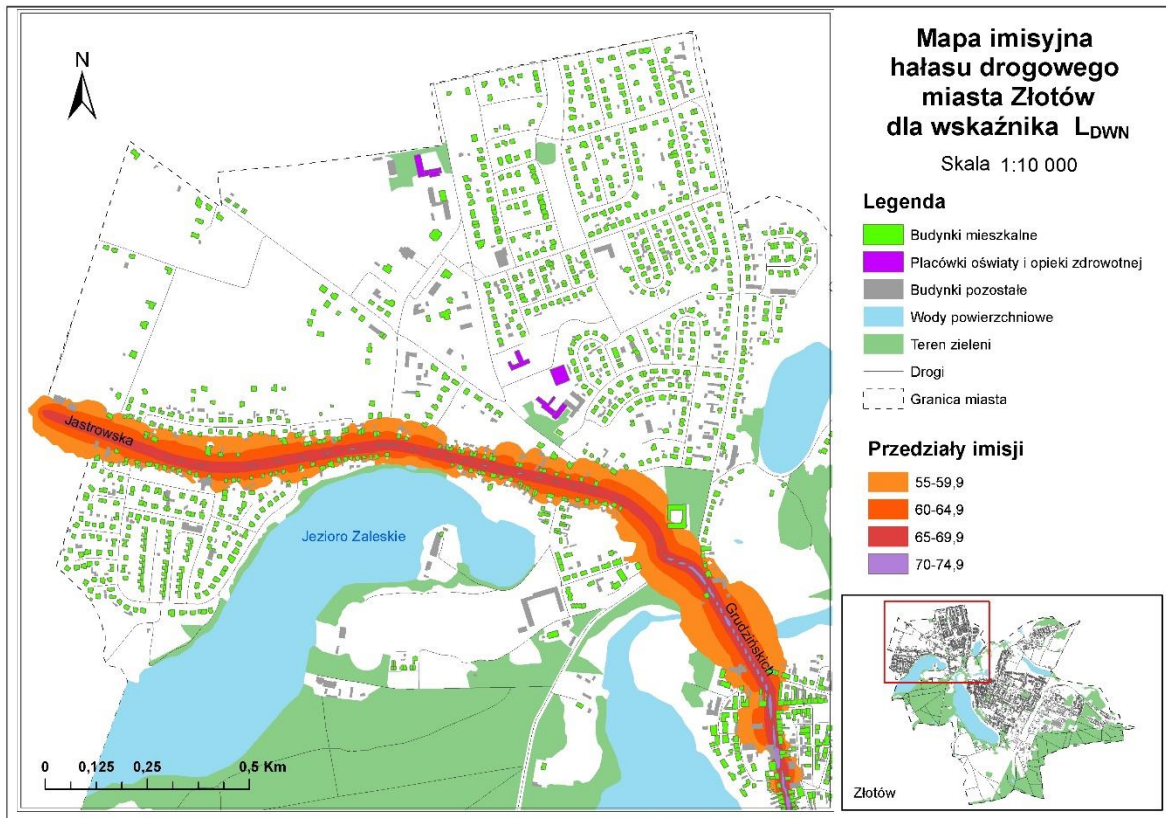 Mapa imisyjna
hałasu drogowego
miasta Złotów
dla wskaźnika LDWN
Skala 1:10 000
Legenda
Budynki mieszkalne
Placówki oświaty i opieki zdrowotnej
Budynki pozostałe
Wody powierzchniowe
Teren zieleni
Drogi
Granica miasta
Przedziały imisji
55-59,9
60-64,9
65-69,9
70-74,9
N
Jastrowska
Jezioro Zaleskie
Grudzińskich
0 0,125 0,25 0,5 Km
Złotów